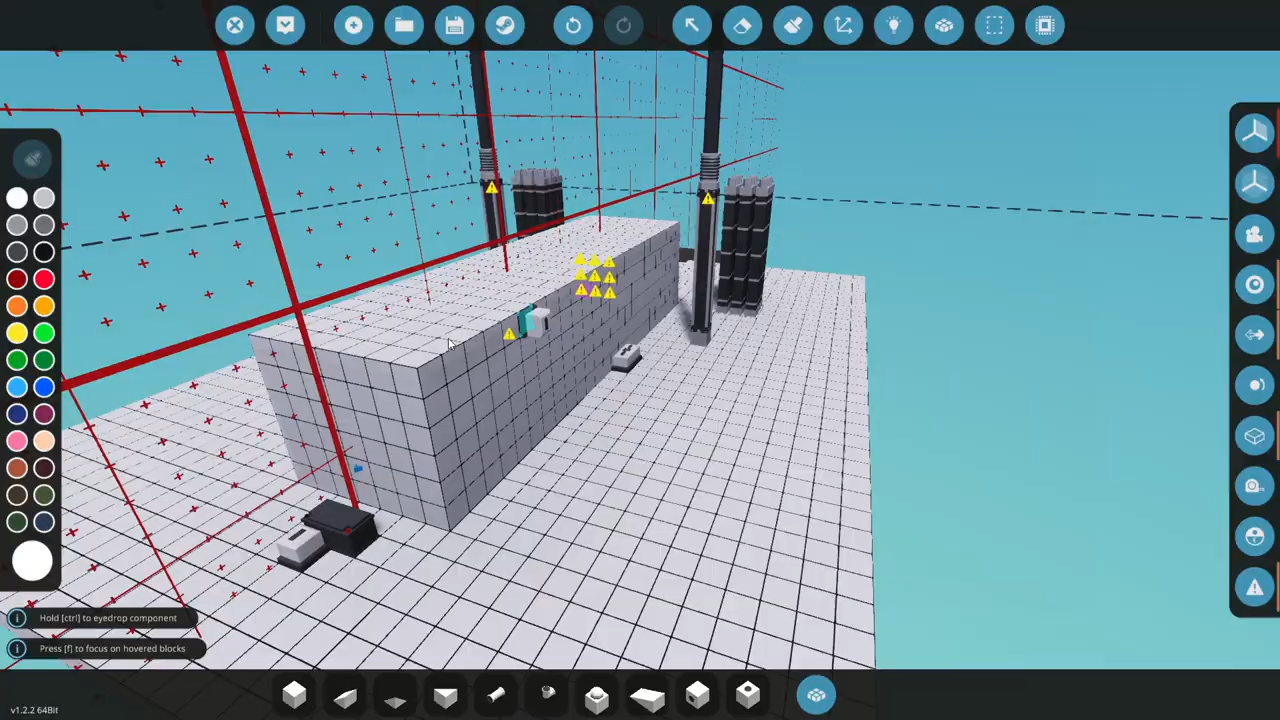 Hold [ctrl] to eyedrop component
Press [f] to focus on hovered blocks
v1.2.2 64Bit